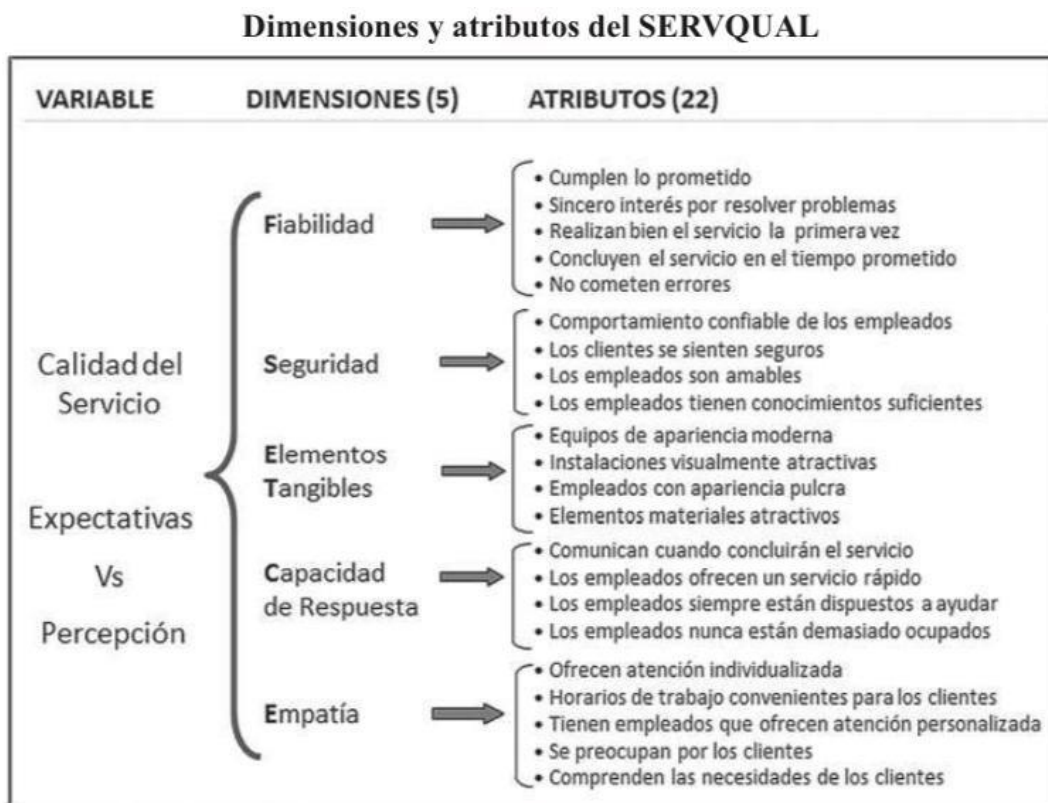 Dimensiones y atributos del SERVQUAL
VARIABLE DIMENSIONES (5) ATRIBUTOS (22)
Calidad del
Servicio
Expectativas
Vs
Percepción
Fiabilidad
• Cumplen lo prometido
• Sincero interés por resolver problemas
• Realizan bien el servicio la primera vez
• Concluyen el servicio en el tiempo prometido
• No cometen errores
Seguridad
• Comportamiento confiable de los empleados
• Los clientes se sienten seguros
• Los empleados son amables
• Los empleados tienen conocimientos suficientes
Elementos
Tangibles
• Equipos de apariencia moderna
• Instalaciones visualmente atractivas
• Empleados con apariencia pulcra
• Elementos materiales atractivos
Capacidad
de Respuesta
• Comunican cuando concluirán el servicio
• Los empleados ofrecen un servicio rápido
• Los empleados siempre están dispuestos a ayudar
• Los empleados nunca están demasiado ocupados
Empatía
• Ofrecen atención individualizada
• Horarios de trabajo convenientes para los clientes
• Tienen empleados que ofrecen atención personalizada
• Se preocupan por los clientes
• Comprenden las necesidades de los clientes